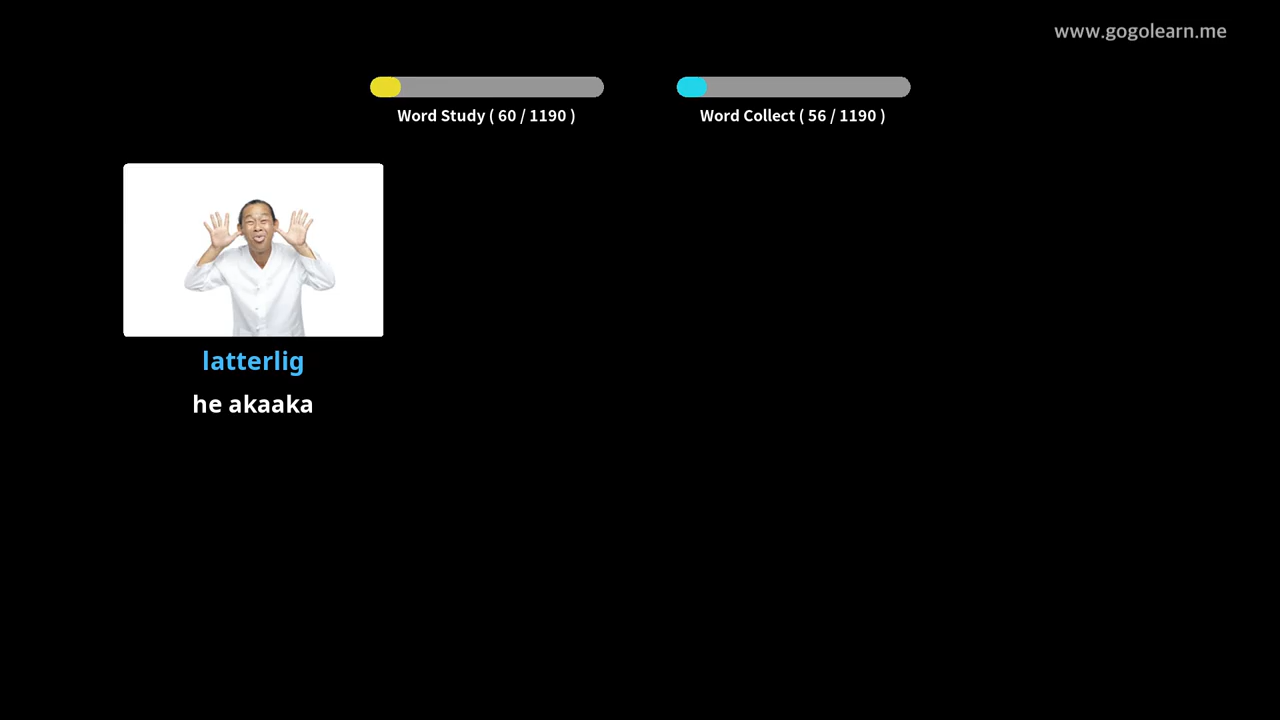 www.gogolearn.me
Word Study ( 60 / 1190 )
Word Collect ( 56 / 1190 )
latterlig
he akaaka